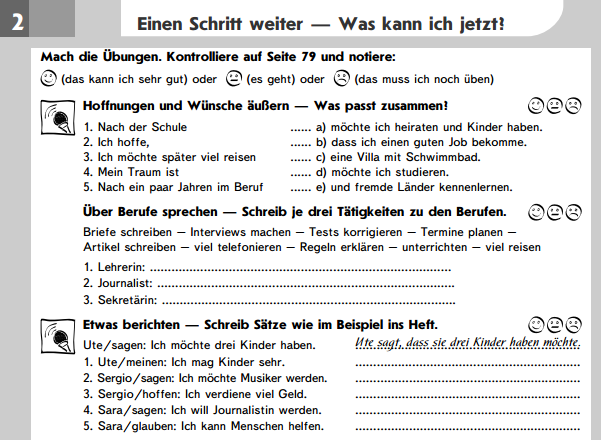 2 Einen Schritt weiter — Was kann ich jetzt?
Mach die Übungen. Kontrolliere auf Seite 79 und notiere:
(das kann ich sehr gut) oder (es geht) oder (das muss ich noch üben)
Hoffnungen und Wünsche äußern — Was passt zusammen?
1. Nach der Schule ...... a) möchte ich heiraten und Kinder haben.
2. Ich hoffe, ...... b) dass ich einen guten Job bekomme.
3. Ich möchte später viel reisen ...... c) eine Villa mit Schwimmbad.
4. Mein Traum ist ...... d) möchte ich studieren.
5. Nach ein paar Jahren im Beruf ...... e) und fremde Länder kennenlernen.
Über Berufe sprechen — Schreib je drei Tätigkeiten zu den Berufen.
Briefe schreiben — Interviews machen — Tests korrigieren — Termine planen —
Artikel schreiben — viel telefonieren — Regeln erklären — unterrichten — viel reisen
1. Lehrerin: ...........................................................................
2. Journalist: ..........................................................................
3. Sekretärin: .........................................................................
Etwas berichten — Schreib Sätze wie im Beispiel ins Heft.
Ute/sagen: Ich möchte drei Kinder haben. Ute sagt, dass sie drei Kinder haben möchte.
1. Ute/meinen: Ich mag Kinder sehr. ........................................................
2. Sergio/sagen: Ich möchte Musiker werden. ........................................................
3. Sergio/hoffen: Ich verdiene viel Geld. ........................................................
4. Sara/sagen: Ich will Journalistin werden. ........................................................
5. Sara/glauben: Ich kann Menschen helfen. ........................................................